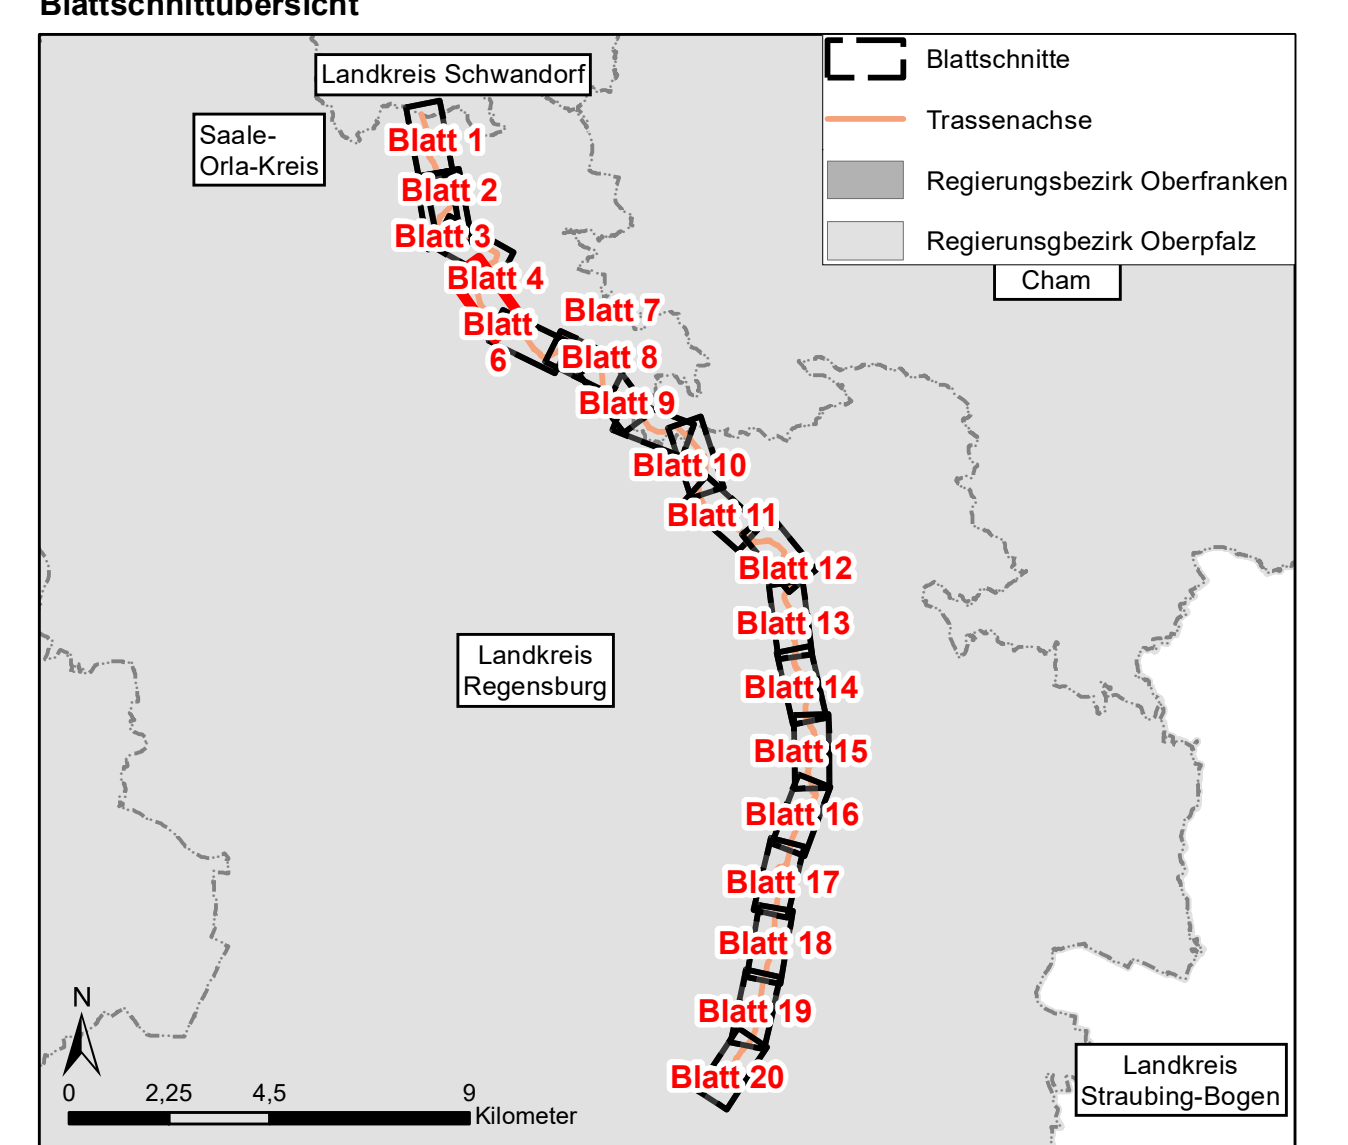 Blattschnittübersicht
Landkreis Schwandorf
Saale-
Orla-Kreis
Blattschnitte
Trassenachse
Regierungsbezirk Oberfranken
Regierunsgbezirk Oberpfalz
Cham
Blatt 1
Blatt 2
Blatt 3
Blatt 4
Blatt
6
Blatt 7
Blatt 8
Blatt 9
Blatt 10
Blatt 11
Blatt 12
Blatt 13
Blatt 14
Blatt 15
Blatt 16
Blatt 17
Blatt 18
Blatt 19
Blatt 20
Landkreis
Regensburg
Landkreis
Straubing-Bogen
N
0 2,25 4,5 9
Kilometer